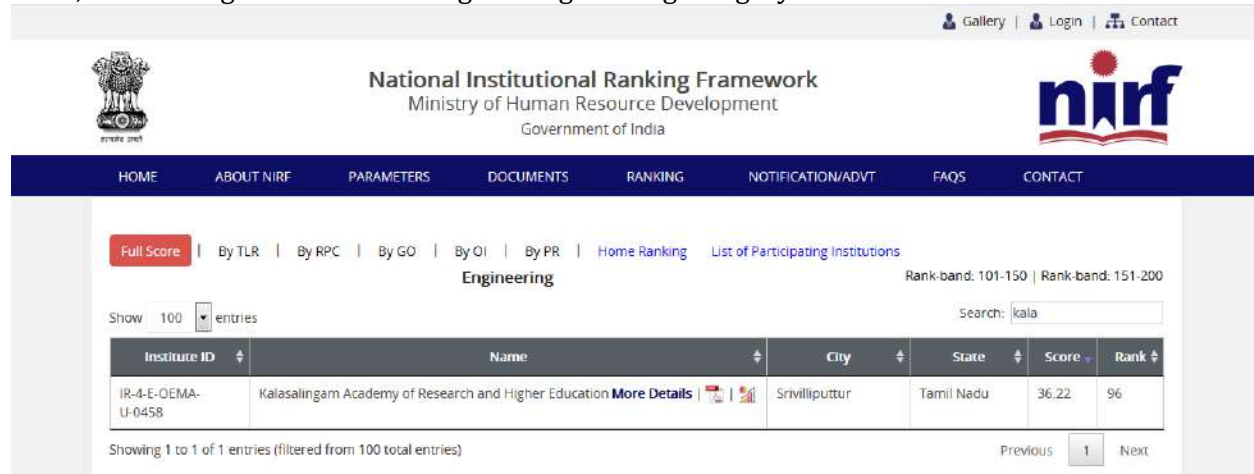 Gallery | Login | Contact
National Institutional Ranking Framework
Ministry of Human Resource Development
Government of India
सत्यमेव जयते
nirf
HOME ABOUT NIRF PARAMETERS DOCUMENTS RANKING NOTIFICATION/ADVT FAQS CONTACT
Full Score | By TLR | By RPC | By GO | By OI | By PR | Home Ranking List of Participating Institutions
Engineering
Rank-band: 101-150 | Rank-band: 151-200
Show 100 entries
Search: kala
Institute ID Name City State Score Rank
IR-4-E-OEMA-U-0458 Kalasalingam Academy of Research and Higher Education More Details | | Srivilliputtur Tamil Nadu 36.22 96
Showing 1 to 1 of 1 entries (filtered from 100 total entries)
Previous 1 Next